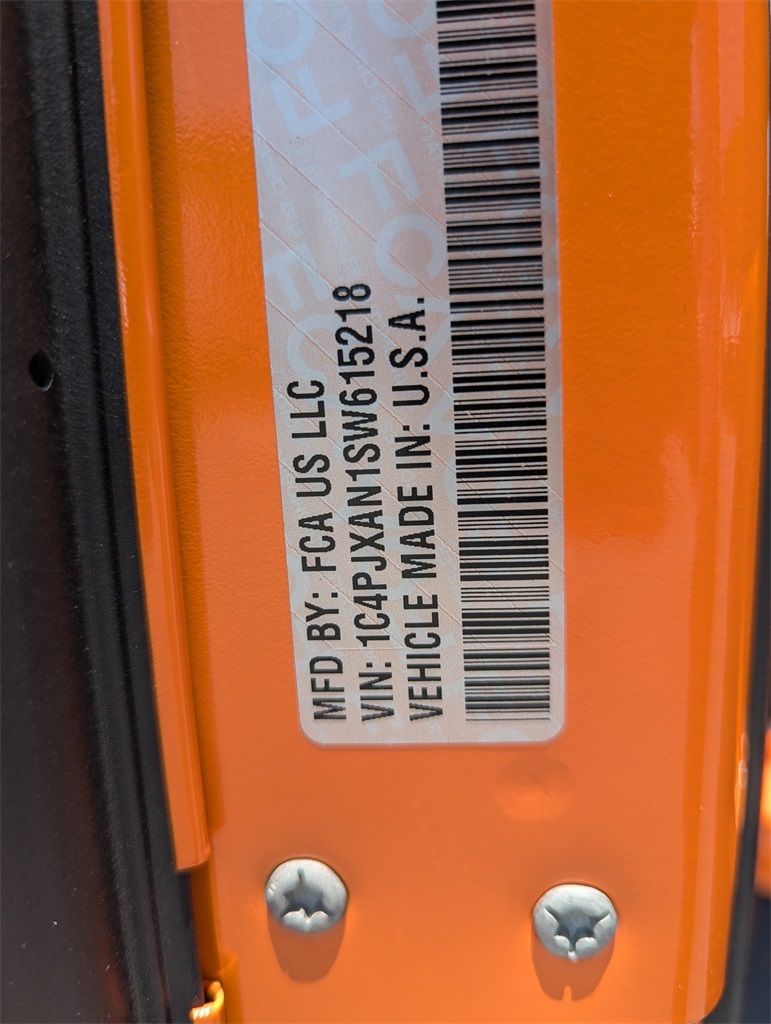 MFD BY: FCA US LLC
VIN: 1C4PJXAN1SW615218
VEHICLE MADE IN: U.S.A.